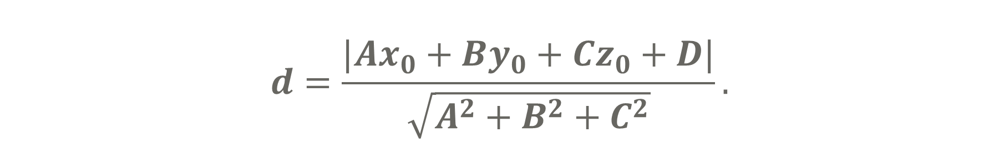 d = |Ax₀ + By₀ + Cz₀ + D| / √(A² + B² + C²) .